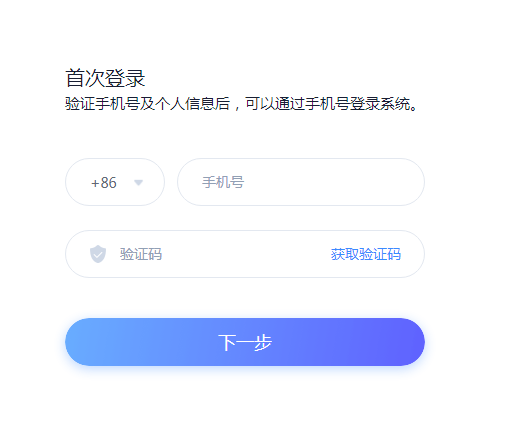 首次登录
验证手机号及个人信息后，可以通过手机号登录系统。
+86 手机号
验证码 获取验证码
下一步